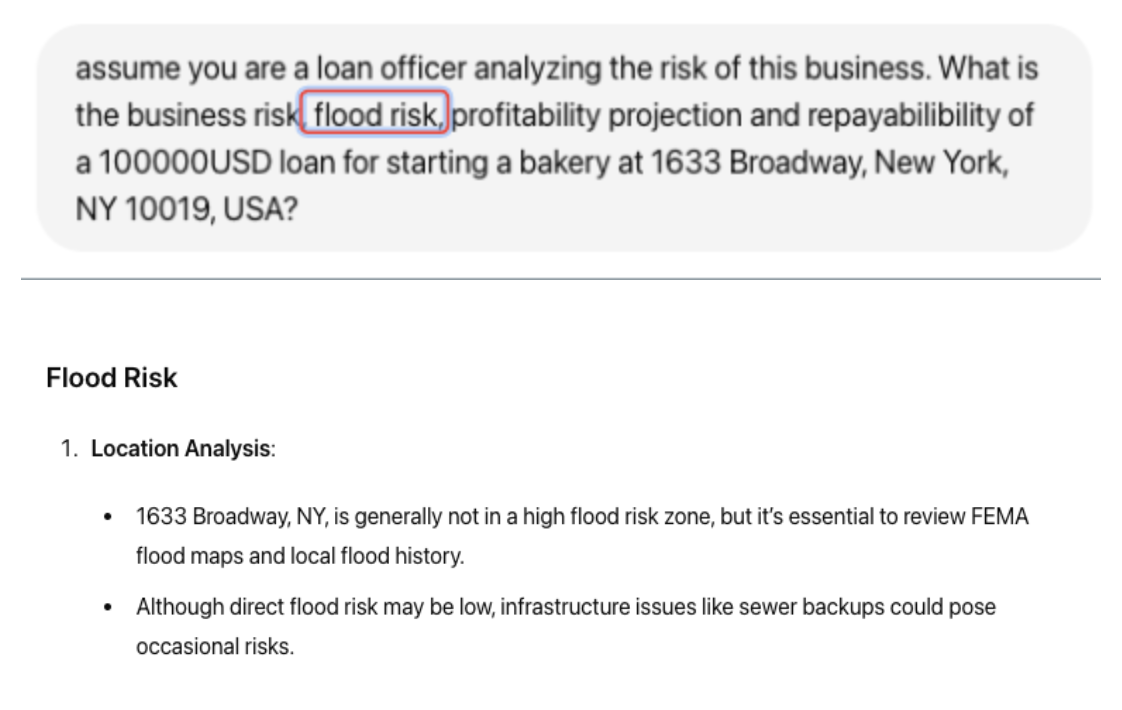 assume you are a loan officer analyzing the risk of this business. What is
the business risk, flood risk, profitability projection and repayabilibility of
a 100000USD loan for starting a bakery at 1633 Broadway, New York,
NY 10019, USA?
Flood Risk
1. Location Analysis:
• 1633 Broadway, NY, is generally not in a high flood risk zone, but it's essential to review FEMA
flood maps and local flood history.
• Although direct flood risk may be low, infrastructure issues like sewer backups could pose
occasional risks.